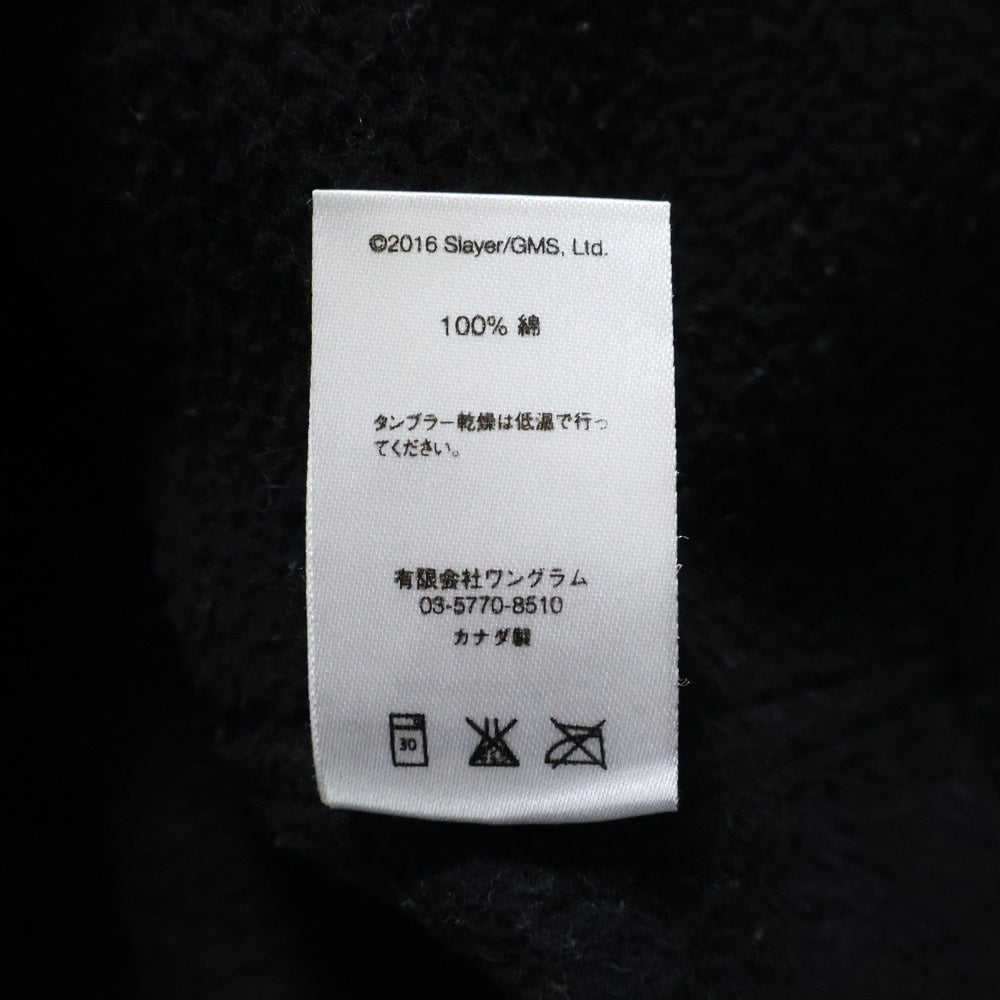 ©2016 Slayer/GMS, Ltd.
100% 綿
タンブラー乾燥は低温で行っ
てください。
有限会社ワングラム
03-5770-8510
カナダ製
30